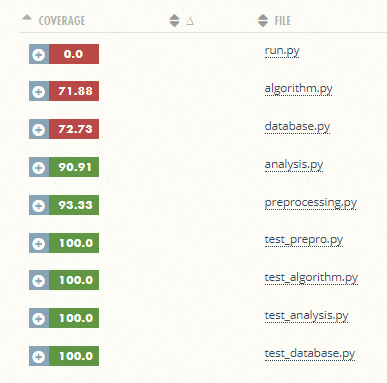 COVERAGE Δ FILE
0.0 run.py
71.88 algorithm.py
72.73 database.py
90.91 analysis.py
93.33 preprocessing.py
100.0 test_prepro.py
100.0 test_algorithm.py
100.0 test_analysis.py
100.0 test_database.py